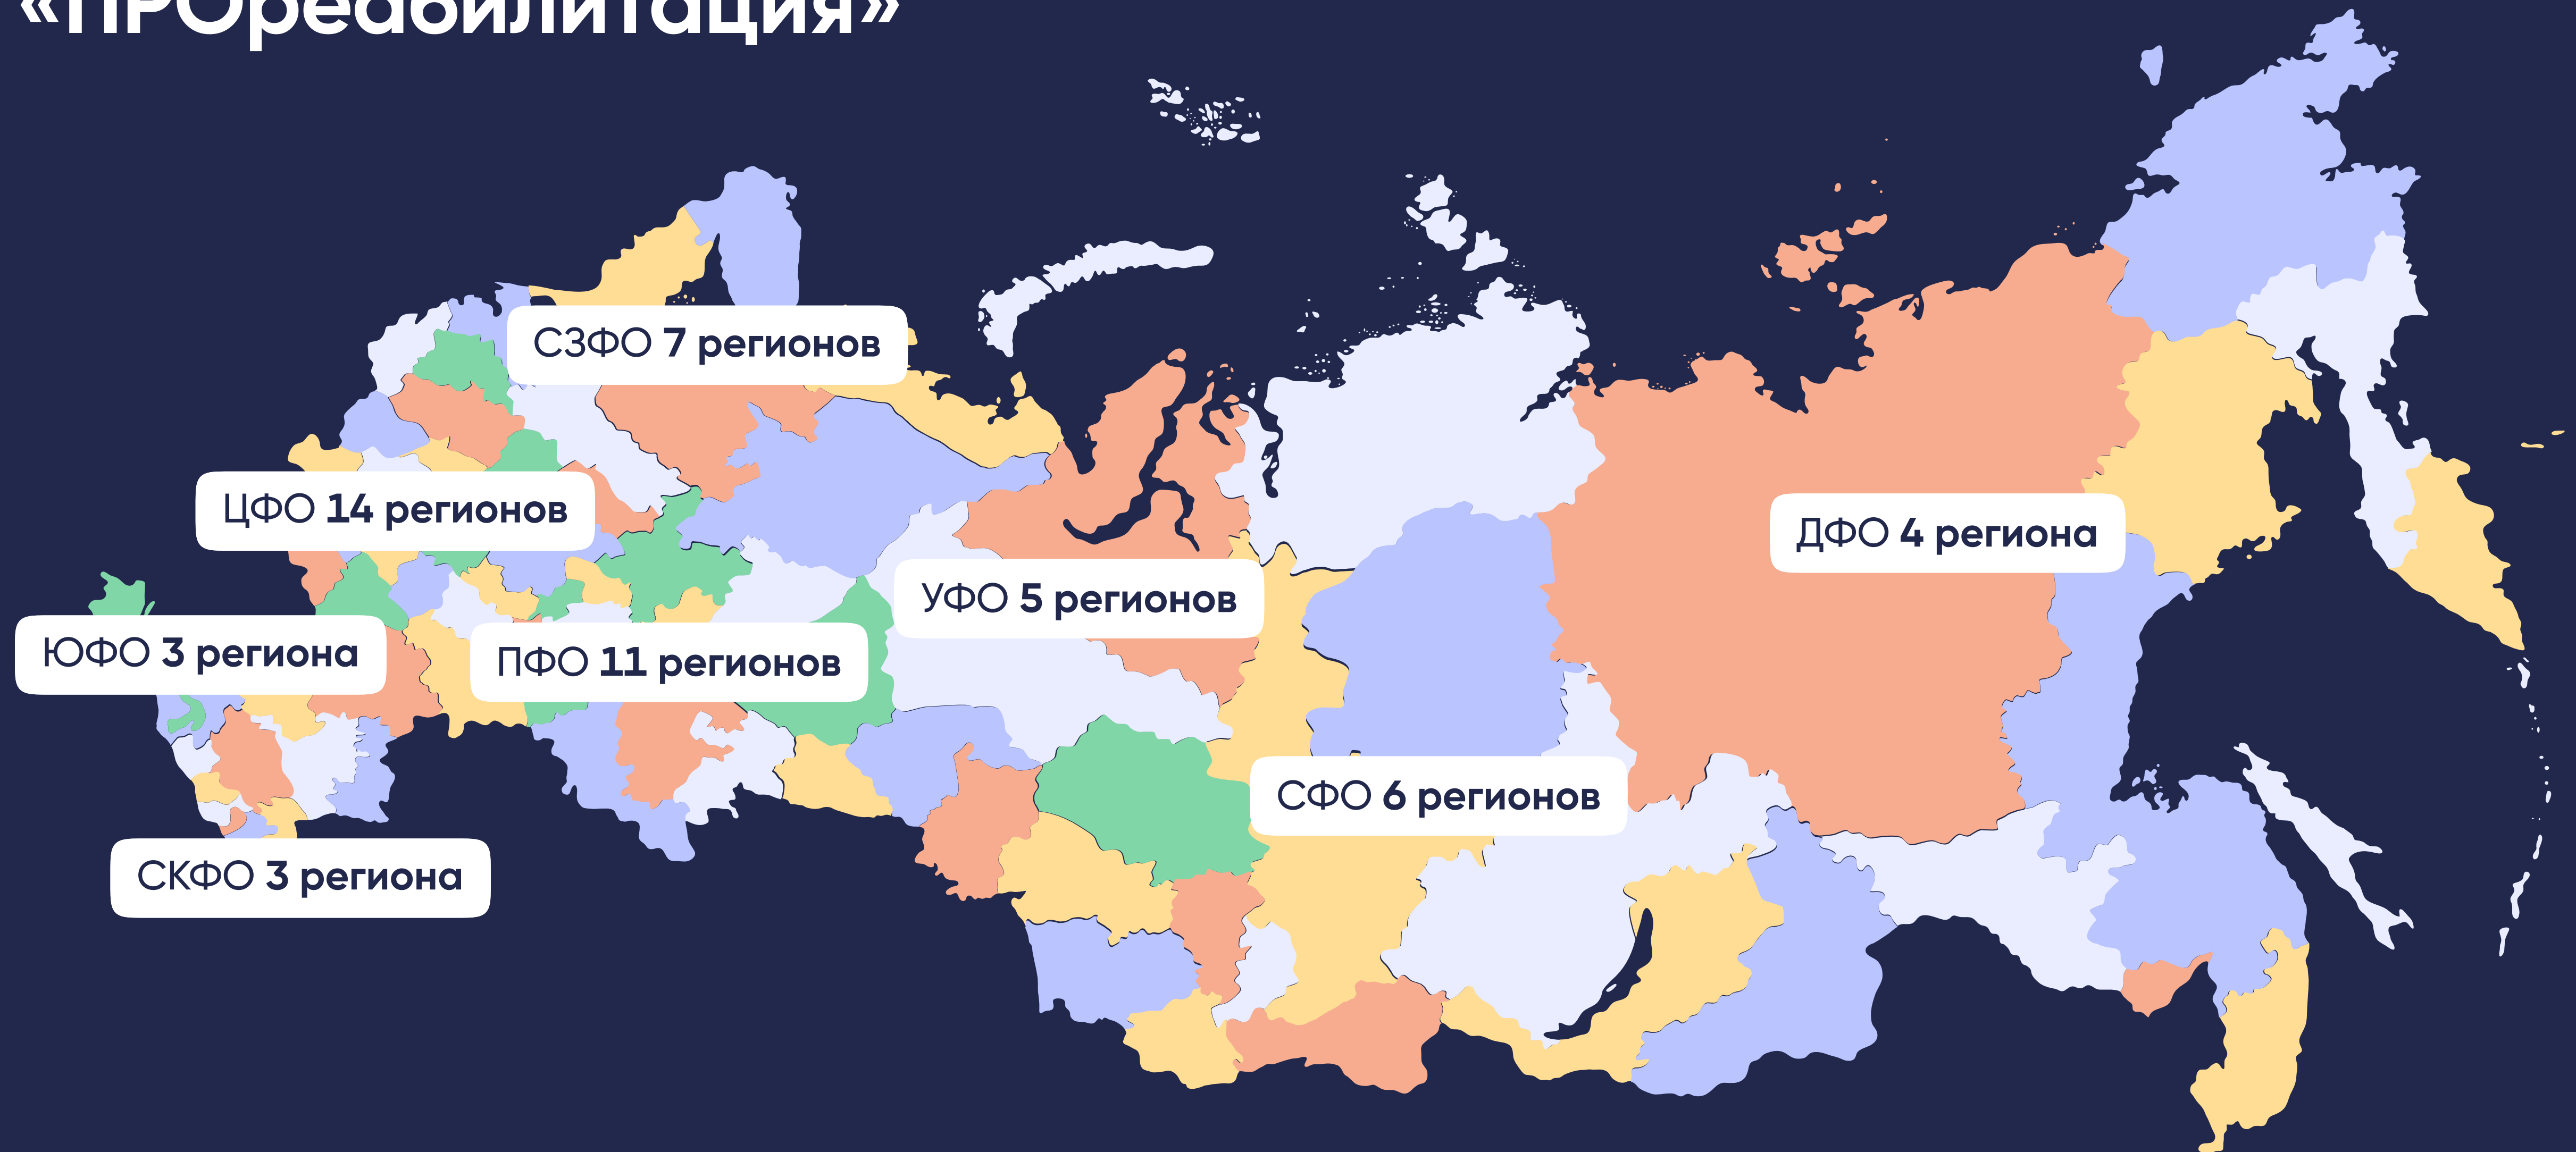 «ПРОреабилитация»
СЗФО 7 регионов
ЦФО 14 регионов
ДФО 4 региона
УФО 5 регионов
ЮФО 3 региона
ПФО 11 регионов
СФО 6 регионов
СКФО 3 региона